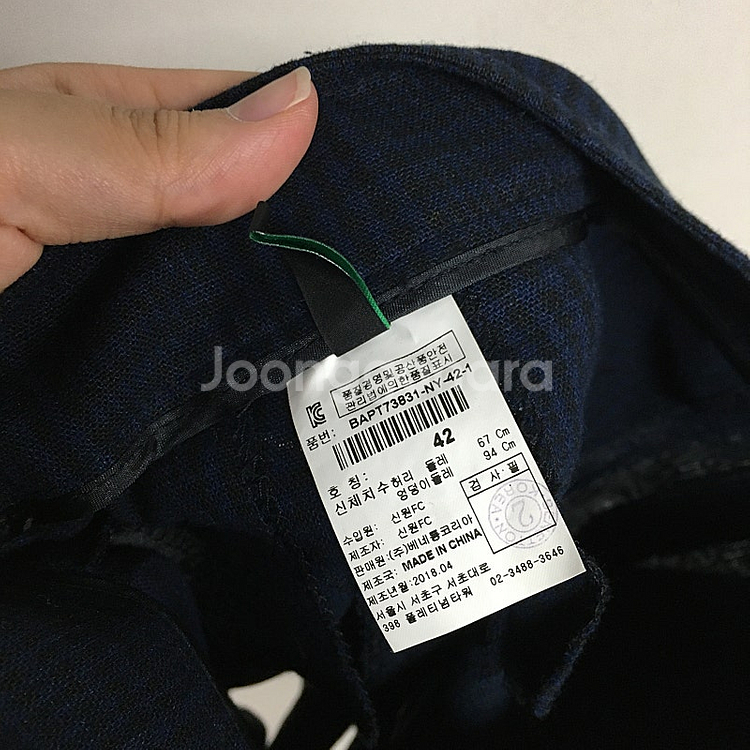 Joonggonara
품질경영및공산품안전
관리법에의한품질표시
품번: BAPT73831-NY-42-1
호 칭: 42
신체치수 허리 둘레 67 Cm
엉덩이둘레 94 Cm
검 사 필
수입원: 신원FC
제조자: 신원FC
판매원:(주)베네통코리아
제조국: MADE IN CHINA
제조년월:2018.04
서울시 서초구 서초대로 02-3488-3646
398 플래티넘타워
KOREA
2